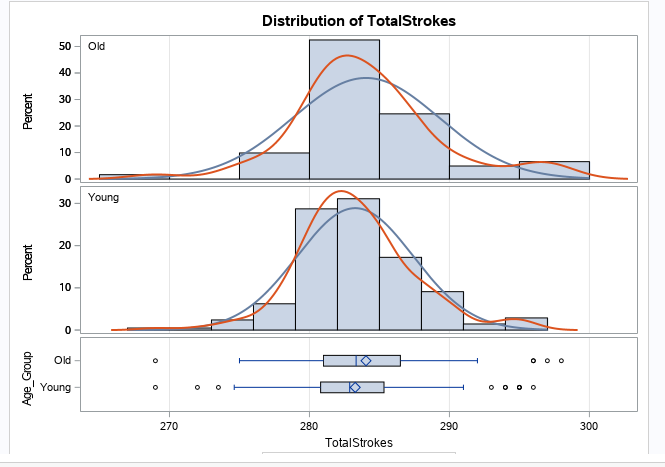 Distribution of TotalStrokes
Old
50
40
30
20
10
0
Percent
Young
30
20
10
0
Percent
Age_Group
Old
Young
270 280 290 300
TotalStrokes